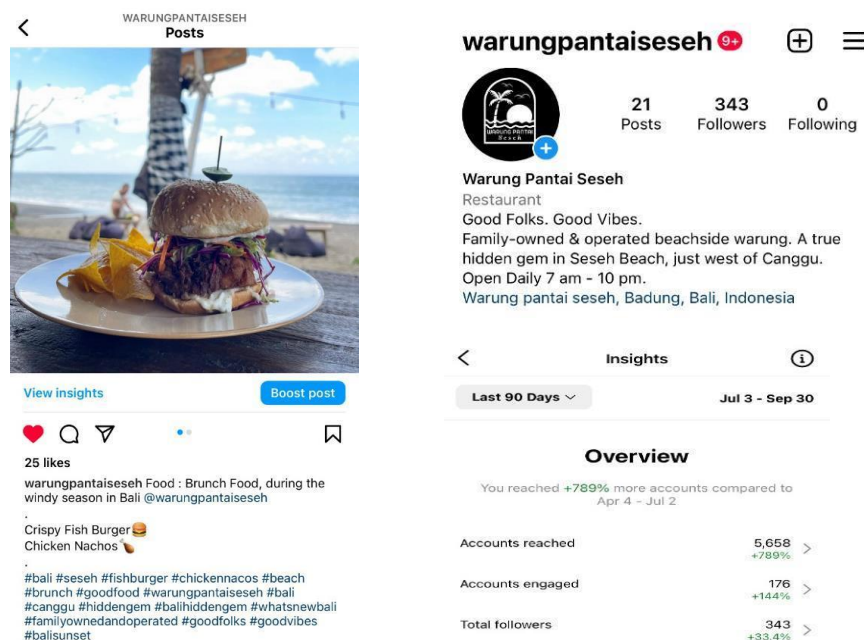 WARUNGPANTAISESEH
Posts
View insights
Boost post
25 likes
warungpantaiseseh Food : Brunch Food, during the
windy season in Bali @warungpantaiseseh
.
Crispy Fish Burger🍔
Chicken Nachos🍗
.
#bali #seseh #fishburger #chickennacos #beach
#brunch #goodfood #warungpantaiseseh #bali
#canggu #hiddengem #balihiddengem #whatsnewbali
#familyownedandoperated #goodfolks #goodvibes
#balisunset
warungpantaiseseh 9+
WARUNG PANTAI
Seseh
21
Posts
343
Followers
0
Following
Warung Pantai Seseh
Restaurant
Good Folks. Good Vibes.
Family-owned & operated beachside warung. A true
hidden gem in Seseh Beach, just west of Canggu.
Open Daily 7 am - 10 pm.
Warung pantai seseh, Badung, Bali, Indonesia
Insights
Last 90 Days
Jul 3 - Sep 30
Overview
You reached +789% more accounts compared to
Apr 4 - Jul 2
Accounts reached
5,658
+789%
Accounts engaged
176
+144%
Total followers
343
+33.4%